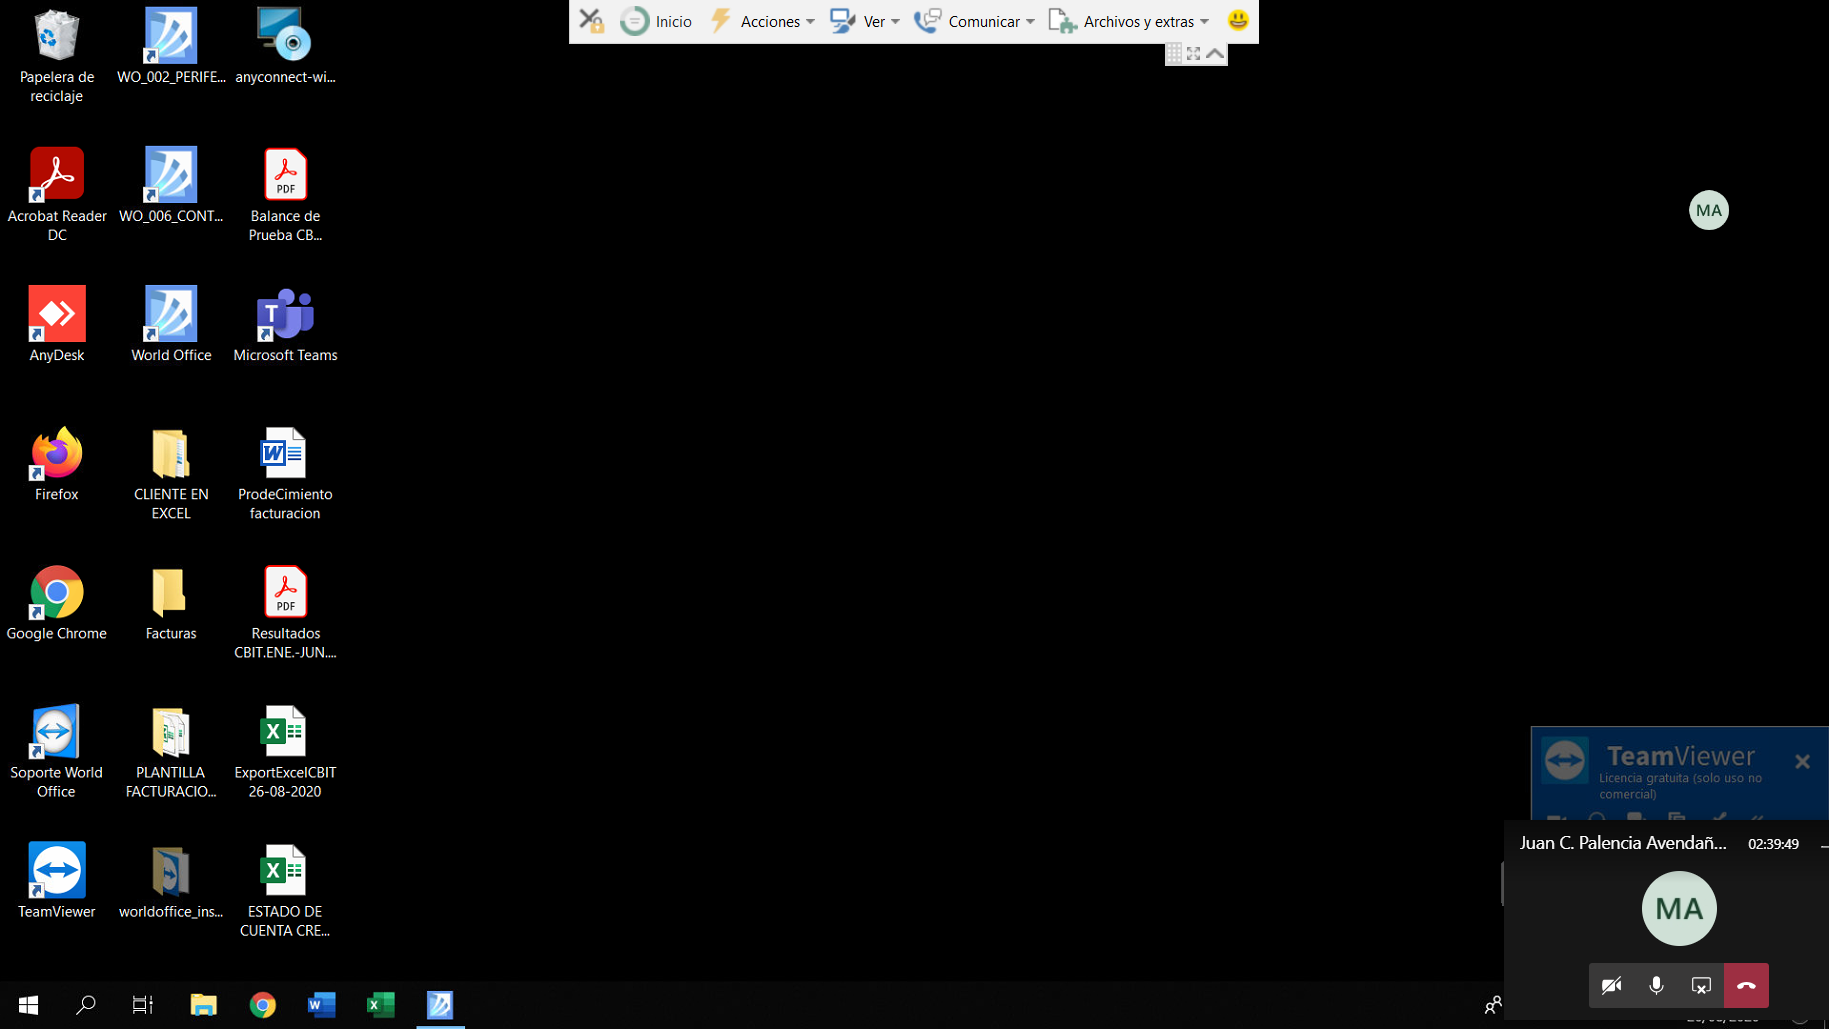 Inicio
Acciones
Ver
Comunicar
Archivos y extras
Papelera de
reciclaje
WO_002_PERIFE...
anyconnect-wi...
Acrobat Reader
DC
WO_006_CONT...
PDF
Balance de
Prueba CB...
MA
AnyDesk
World Office
T
Microsoft Teams
Firefox
CLIENTE EN
EXCEL
W
ProdeCimiento
facturacion
Google Chrome
Facturas
PDF
Resultados
CBIT.ENE.-JUN....
Soporte World
Office
PLANTILLA
FACTURACIO...
X
ExportExcelCBIT
26-08-2020
TeamViewer
Licencia gratuita (solo uso no
comercial)
TeamViewer
worldoffice_ins...
X
ESTADO DE
CUENTA CRE...
Juan C. Palencia Avendañ...
02:39:49
MA
W
X